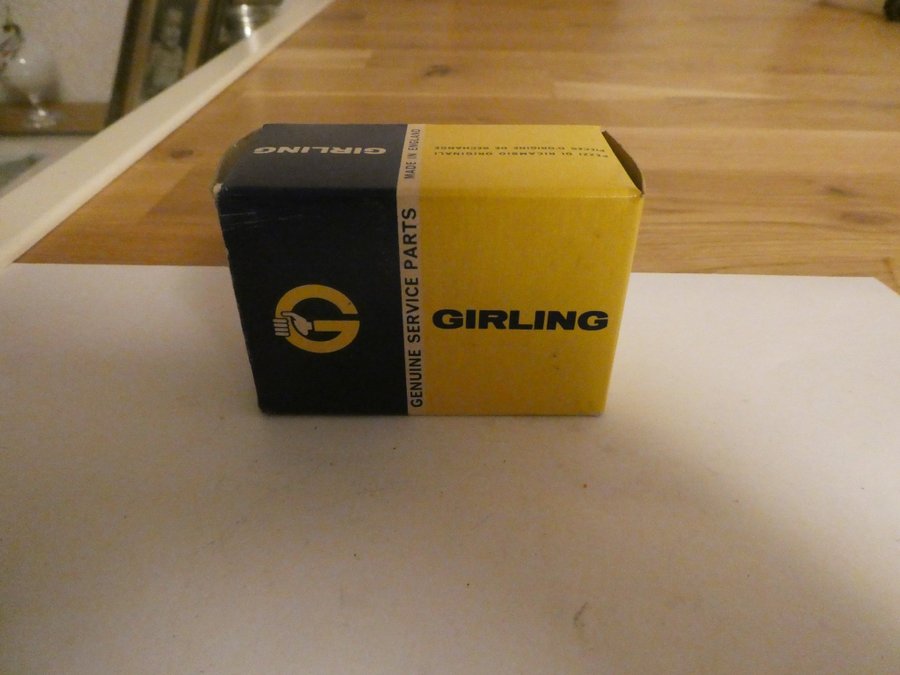 GIRLING
MADE IN ENGLAND
PEZZI DI RICAMBIO ORIGINALI
PIECES D'ORIGINE DE RECHANGE
G
GENUINE SERVICE PARTS
GIRLING